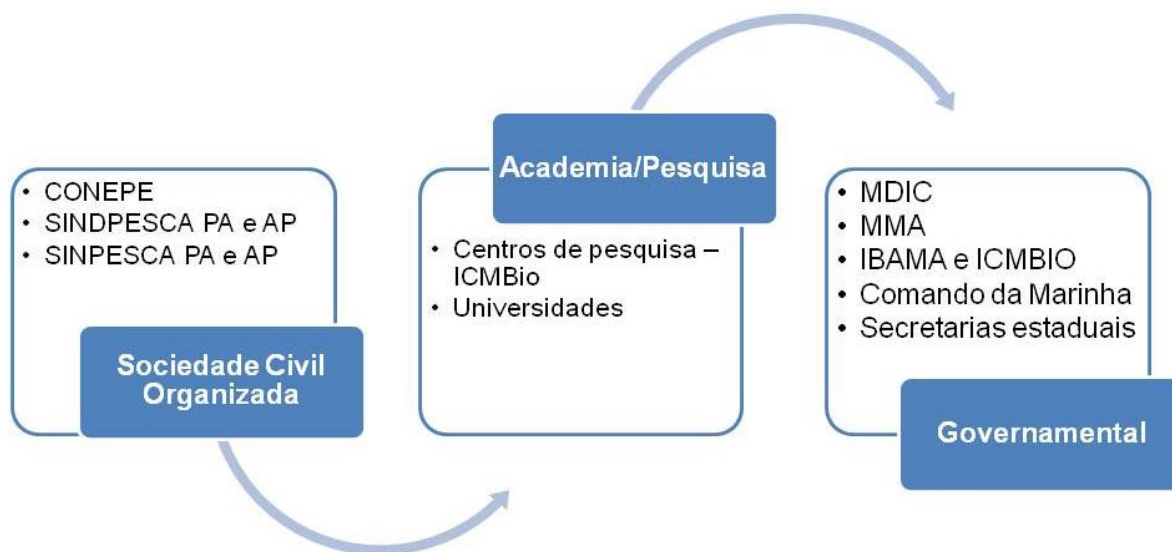 • CONEPE
• SINDPESCA PA e AP
• SINPESCA PA e AP
Sociedade Civil
Organizada
Academia/Pesquisa
• Centros de pesquisa –
ICMBio
• Universidades
• MDIC
• MMA
• IBAMA e ICMBIO
• Comando da Marinha
• Secretarias estaduais
Governamental